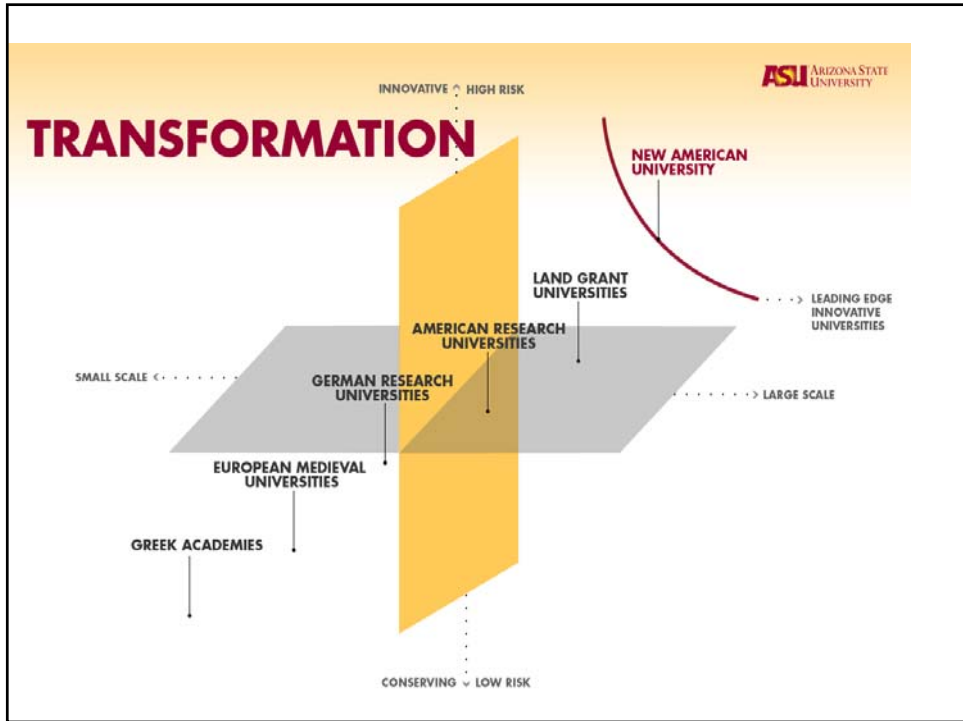 ASU ARIZONA STATE
UNIVERSITY
INNOVATIVE HIGH RISK
TRANSFORMATION
NEW AMERICAN
UNIVERSITY
LAND GRANT
UNIVERSITIES
LEADING EDGE
INNOVATIVE
UNIVERSITIES
AMERICAN RESEARCH
UNIVERSITIES
SMALL SCALE
GERMAN RESEARCH
UNIVERSITIES
LARGE SCALE
EUROPEAN MEDIEVAL
UNIVERSITIES
GREEK ACADEMIES
CONSERVING LOW RISK